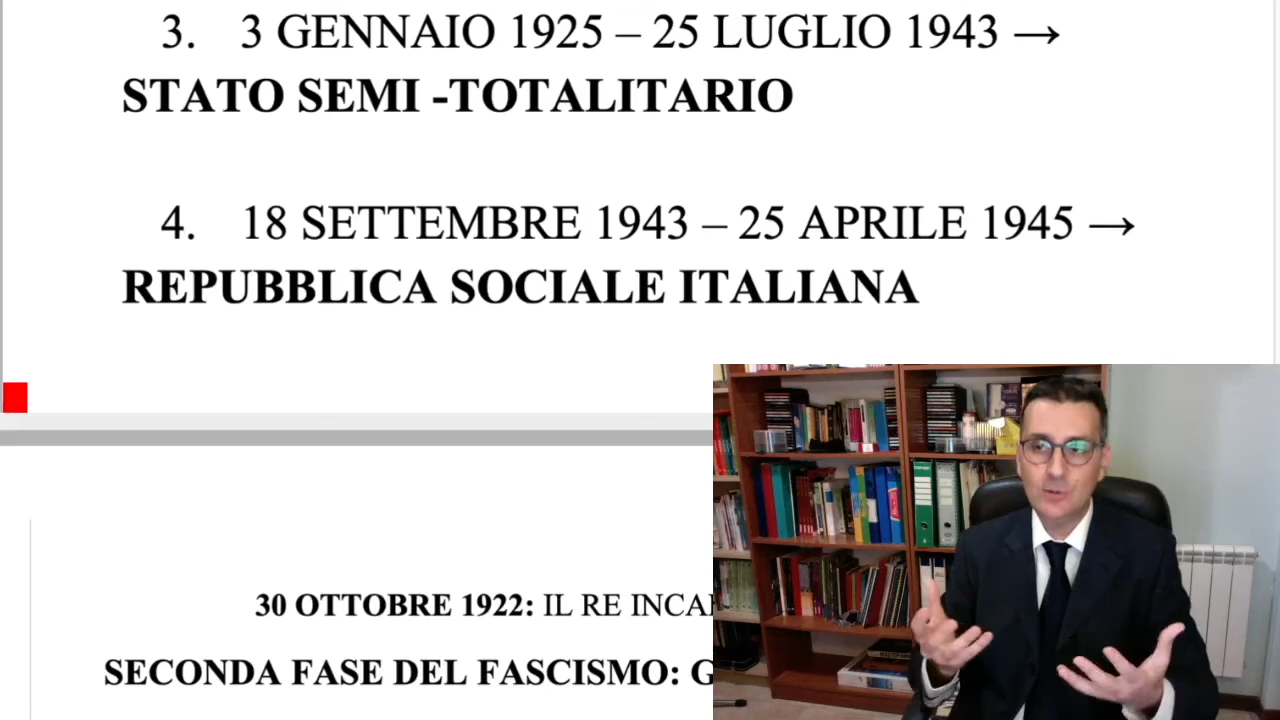 3. 3 GENNAIO 1925 – 25 LUGLIO 1943 →
STATO SEMI -TOTALITARIO
4. 18 SETTEMBRE 1943 – 25 APRILE 1945 →
REPUBBLICA SOCIALE ITALIANA
30 OTTOBRE 1922: IL RE
SECONDA FASE DEL FASCISMO: